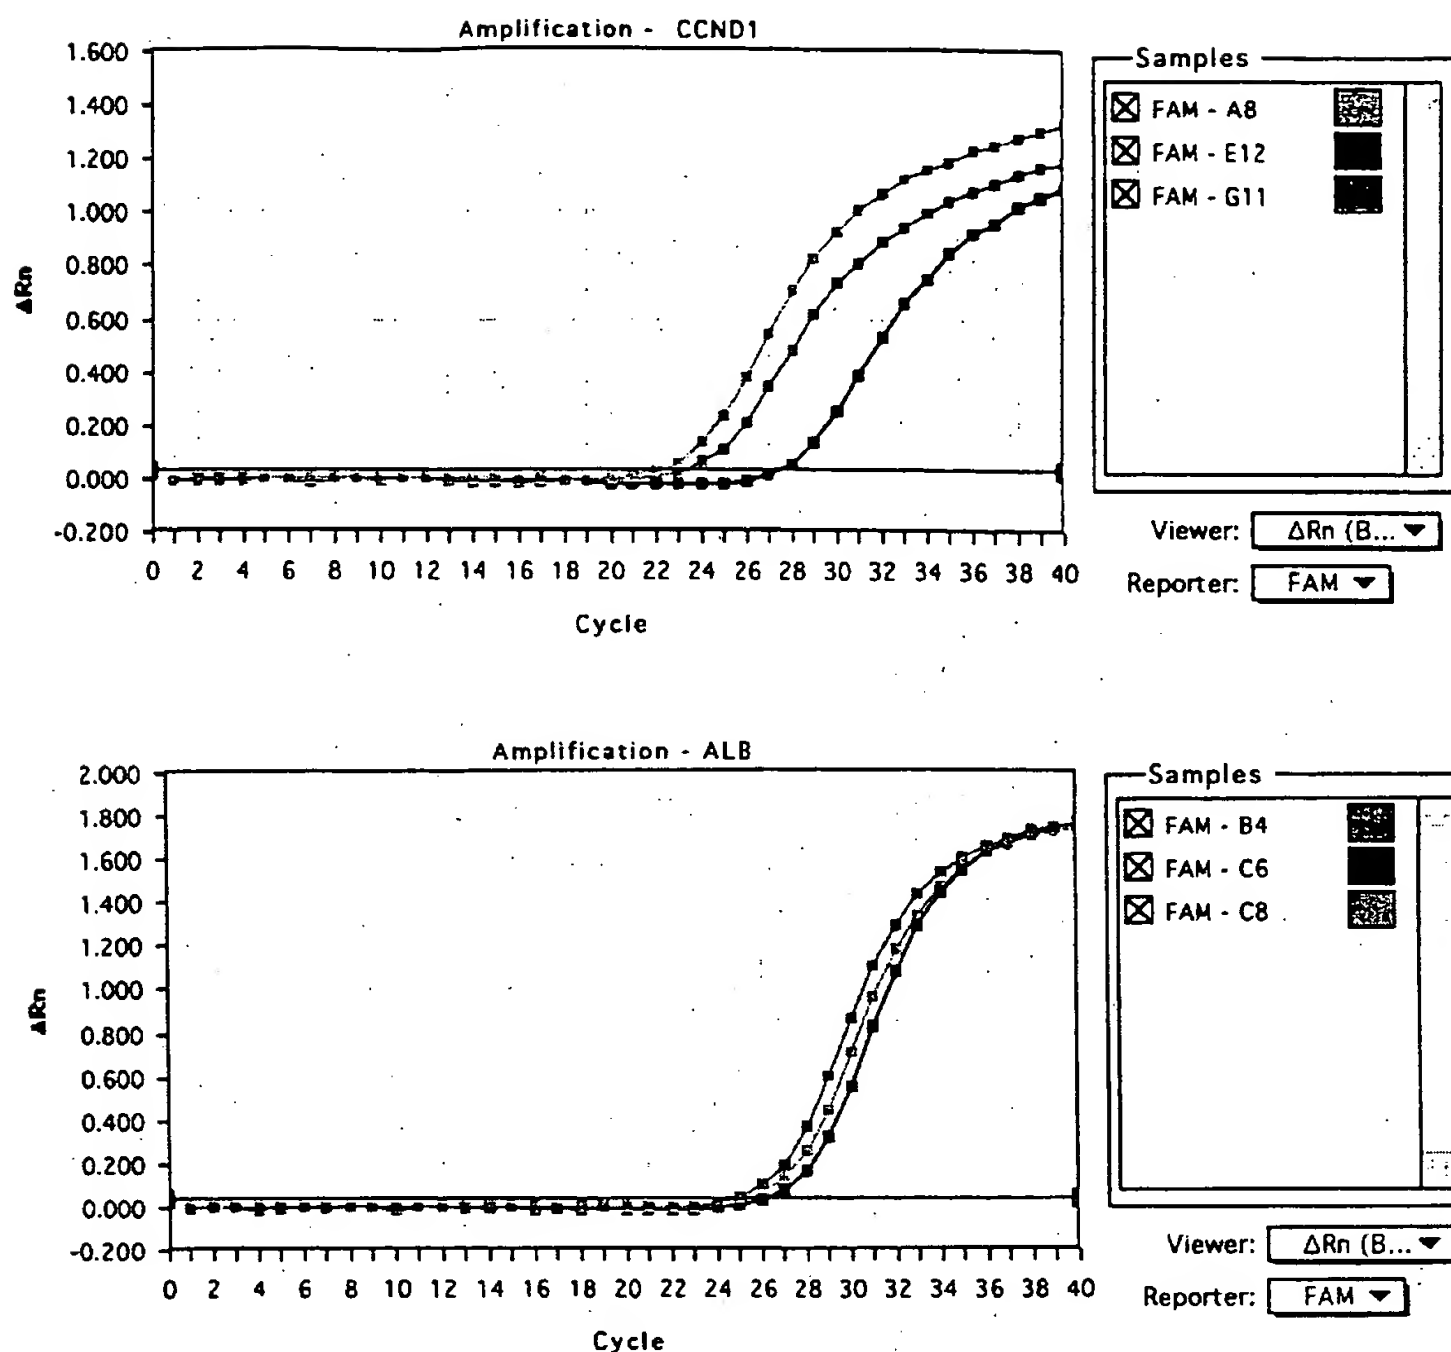 Amplification - CCND1
1.600
1.400
1.200
1.000
0.800
0.600
0.400
0.200
0.000
-0.200
ΔRn
0 2 4 6 8 10 12 14 16 18 20 22 24 26 28 30 32 34 36 38 40
Cycle
Samples
FAM - A8
FAM - E12
FAM - G11
Viewer: ΔRn (B...
Reporter: FAM
Amplification - ALB
2.000
1.800
1.600
1.400
1.200
1.000
0.800
0.600
0.400
0.200
0.000
-0.200
ΔRn
0 2 4 6 8 10 12 14 16 18 20 22 24 26 28 30 32 34 36 38 40
Cycle
Samples
FAM - B4
FAM - C6
FAM - C8
Viewer: ΔRn (B...
Reporter: FAM